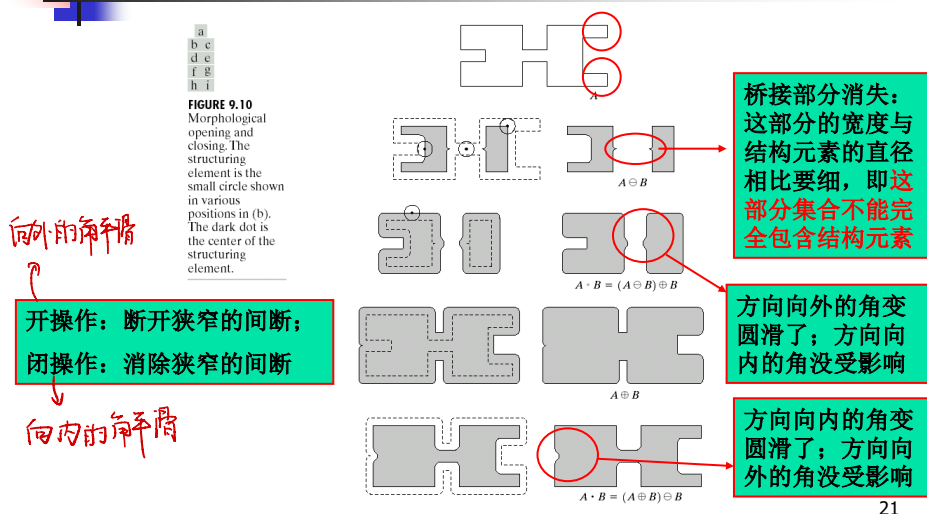 a
b c
d e
f g
h i
FIGURE 9.10
Morphological
opening and
closing. The
structuring
element is the
small circle shown
in various
positions in (b).
The dark dot is
the center of the
structuring
element.
A
A ⊖ B
A ∘ B = (A ⊖ B) ⊕ B
A ⊕ B
A • B = (A ⊕ B) ⊖ B
桥接部分消失：
这部分的宽度与
结构元素的直径
相比要细，即这
部分集合不能完
全包含结构元素
方向向外的角变
圆滑了；方向向
内的角没受影响
方向向内的角变
圆滑了；方向向
外的角没受影响
向外的角平滑
开操作：断开狭窄的间断；
闭操作：消除狭窄的间断
向内的角平滑
21